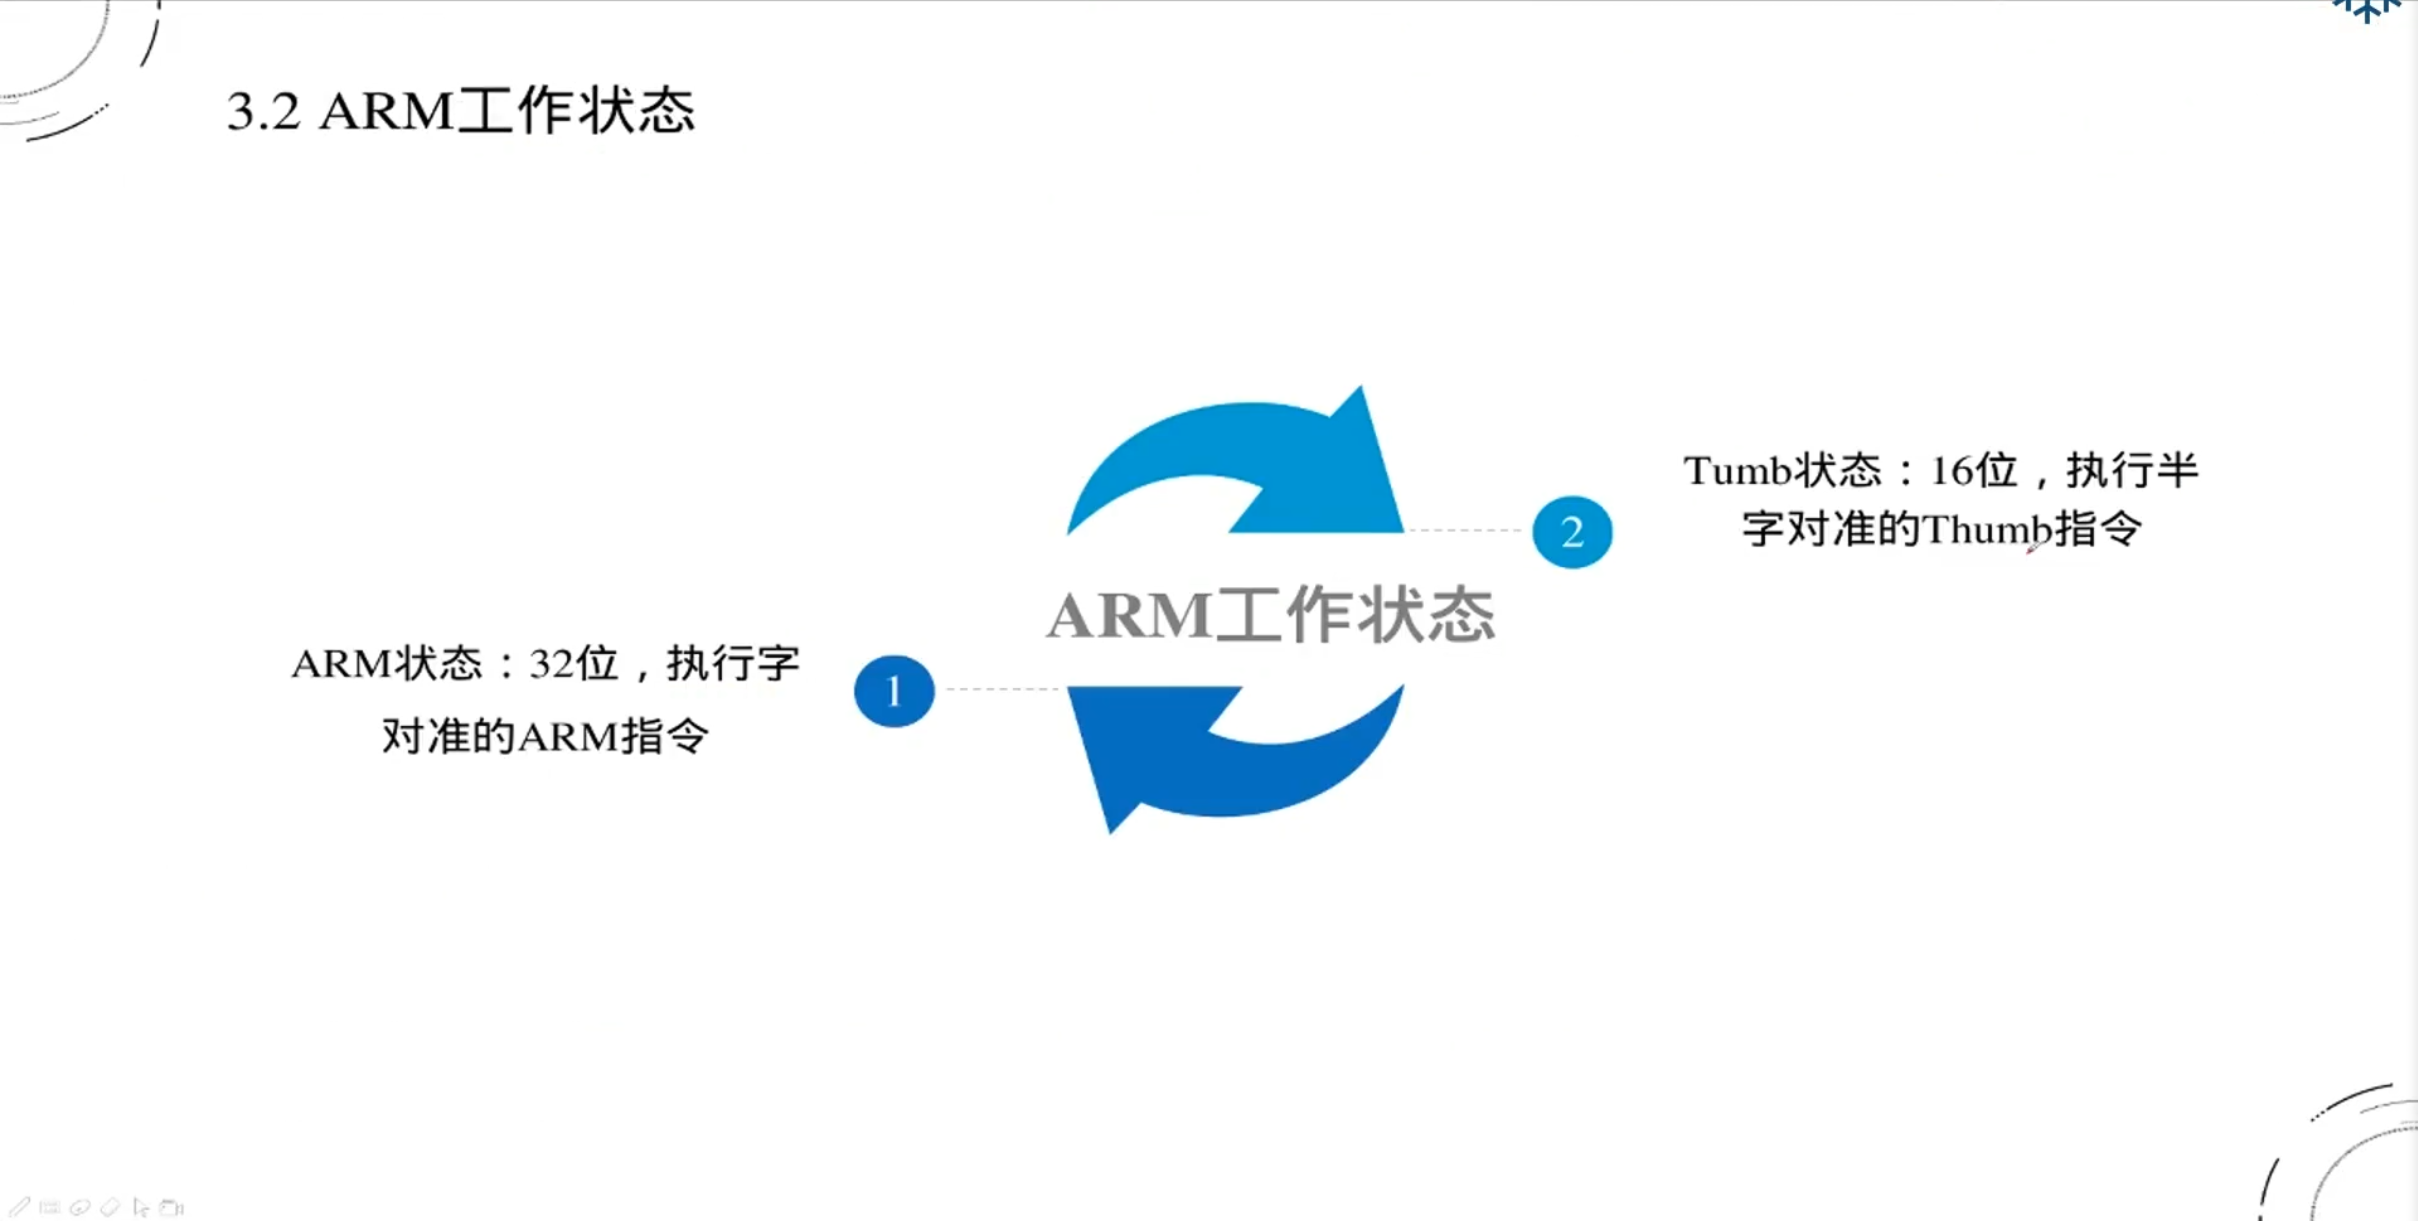 3.2 ARM工作状态
Tumb状态：16位，执行半
字对准的Thumb指令
2
ARM工作状态
ARM状态：32位，执行字
对准的ARM指令
1